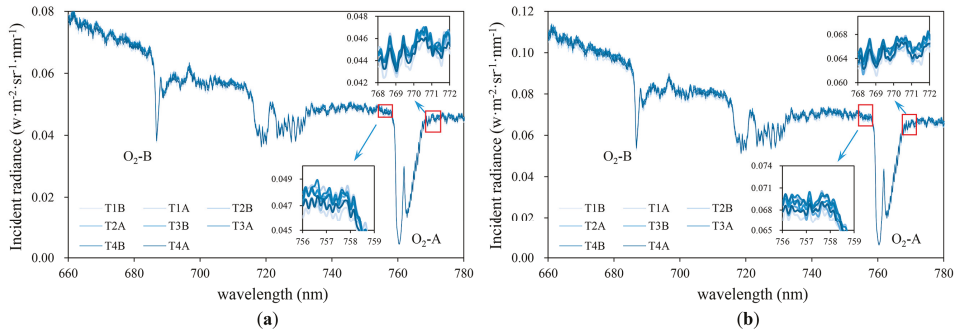 (a)
Incident radiance (w·m⁻²·sr⁻¹·nm⁻¹)
0.08
0.06
0.04
0.02
0.00
660 680 700 720 740 760 780
wavelength (nm)
O₂-B
O₂-A
T1B T1A T2B
T2A T3B T3A
T4B T4A
0.048
0.046
0.044
0.042
768 769 770 771 772
0.049
0.047
0.045
756 757 758 759
(b)
Incident radiance (w·m⁻²·sr⁻¹·nm⁻¹)
0.12
0.10
0.08
0.06
0.04
0.02
0.00
660 680 700 720 740 760 780
wavelength (nm)
O₂-B
O₂-A
T1B T1A T2B
T2A T3B T3A
T4B T4A
0.072
0.069
0.066
0.063
0.060
768 769 770 771 772
0.074
0.071
0.068
0.065
756 757 758 759
(a)
(b)